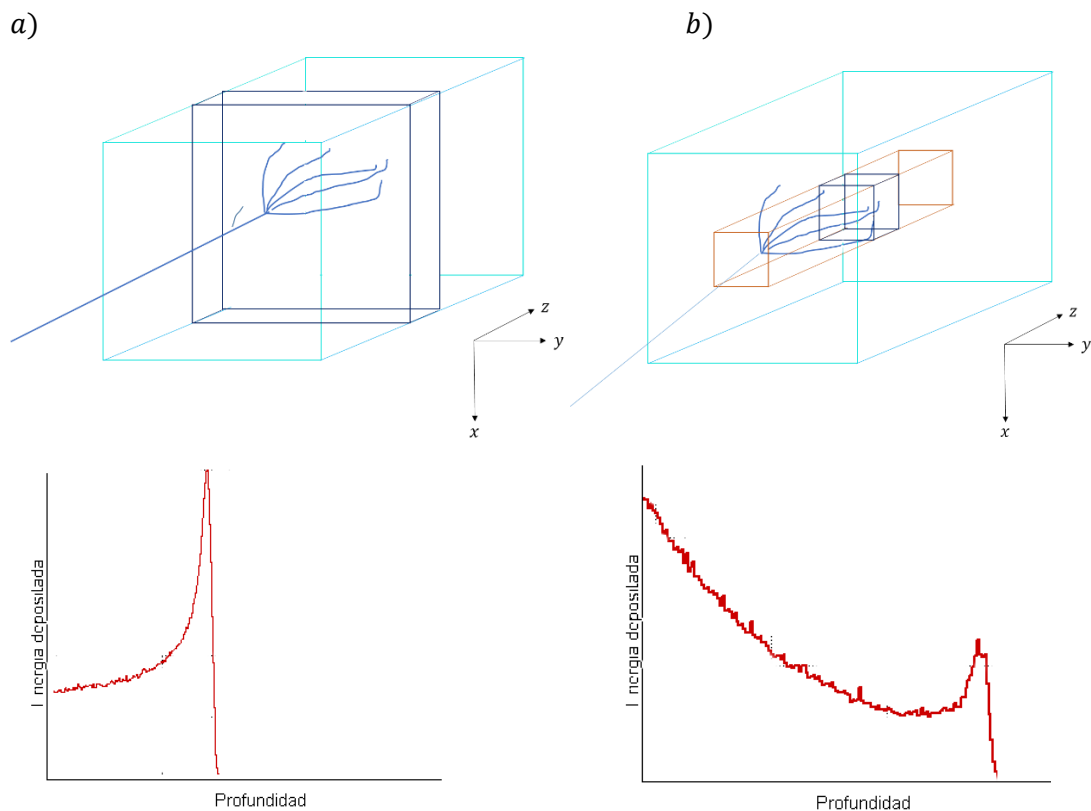 a)
b)
z
y
x
z
y
x
I nergia depositada
Profundidad
I nergia depositada
Profundidad